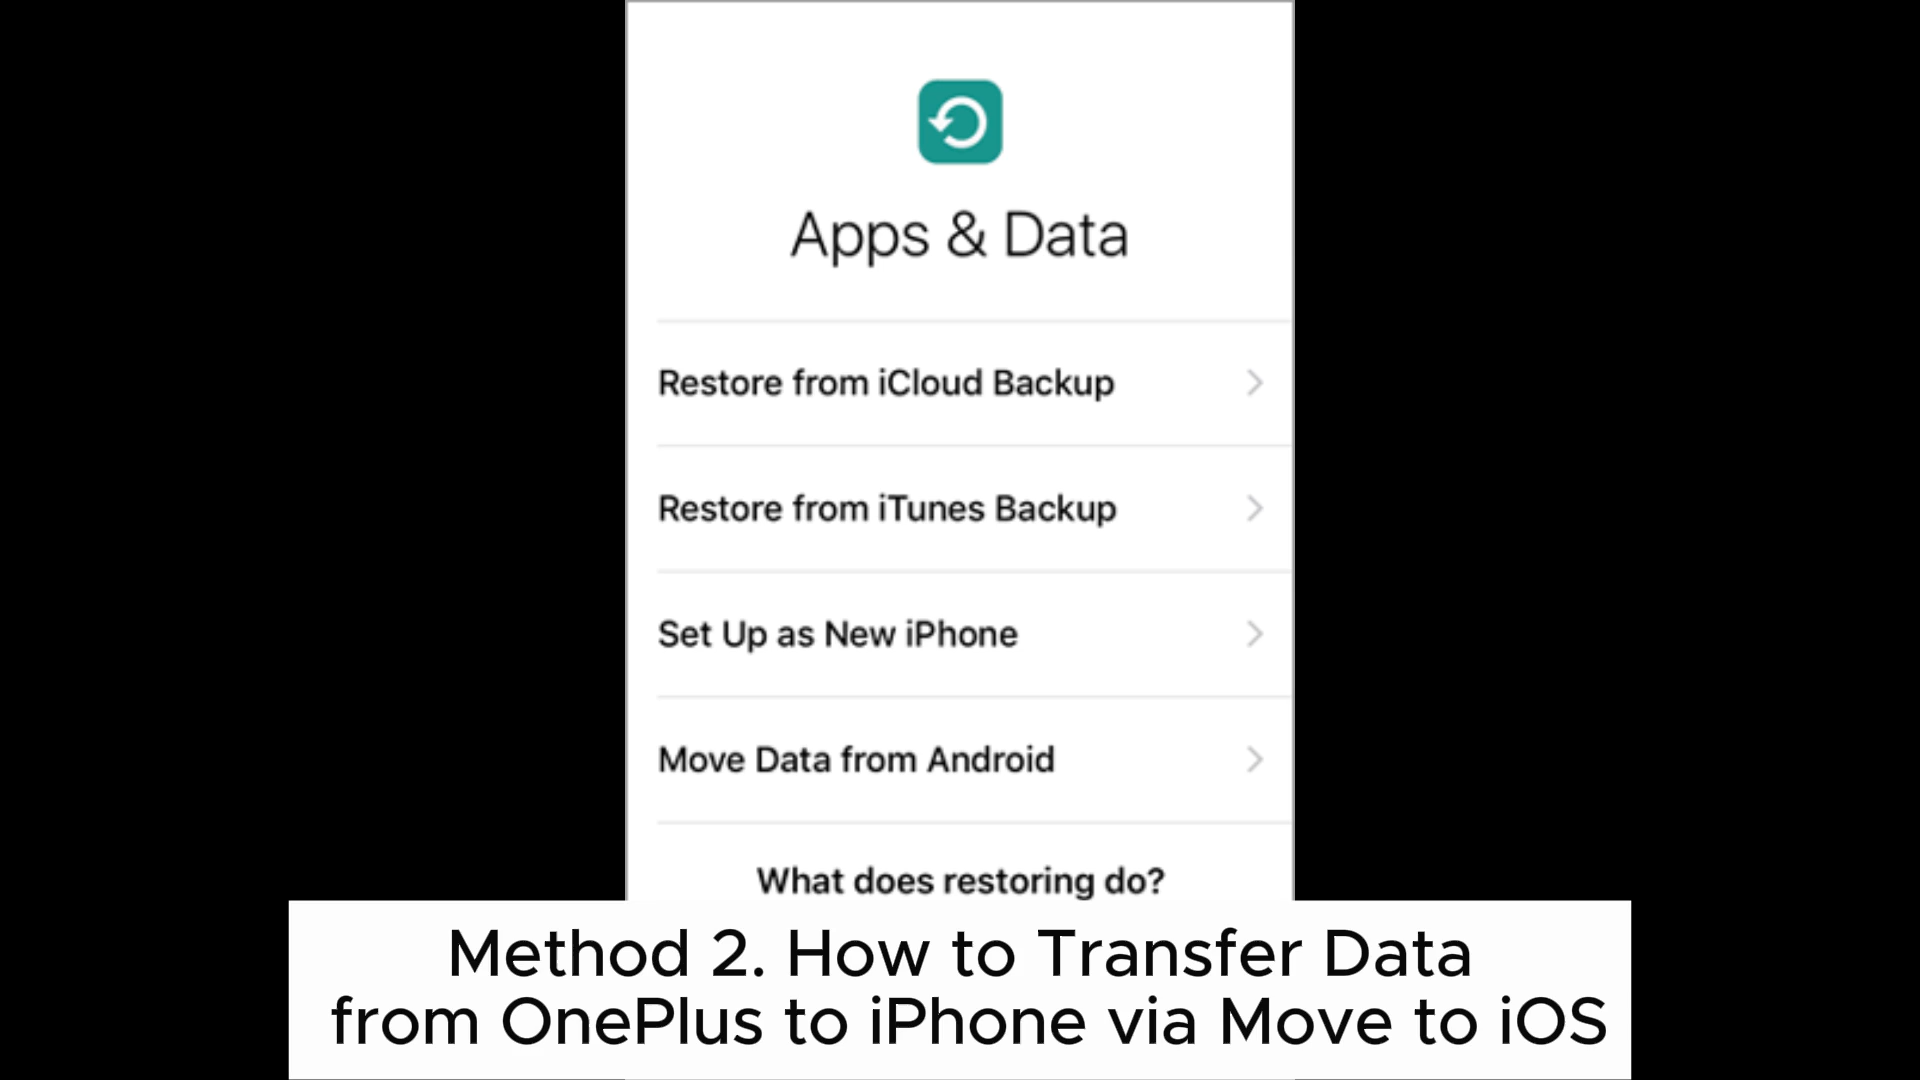 Apps & Data
Restore from iCloud Backup
Restore from iTunes Backup
Set Up as New iPhone
Move Data from Android
What does restoring do?
Method 2. How to Transfer Data
from OnePlus to iPhone via Move to iOS